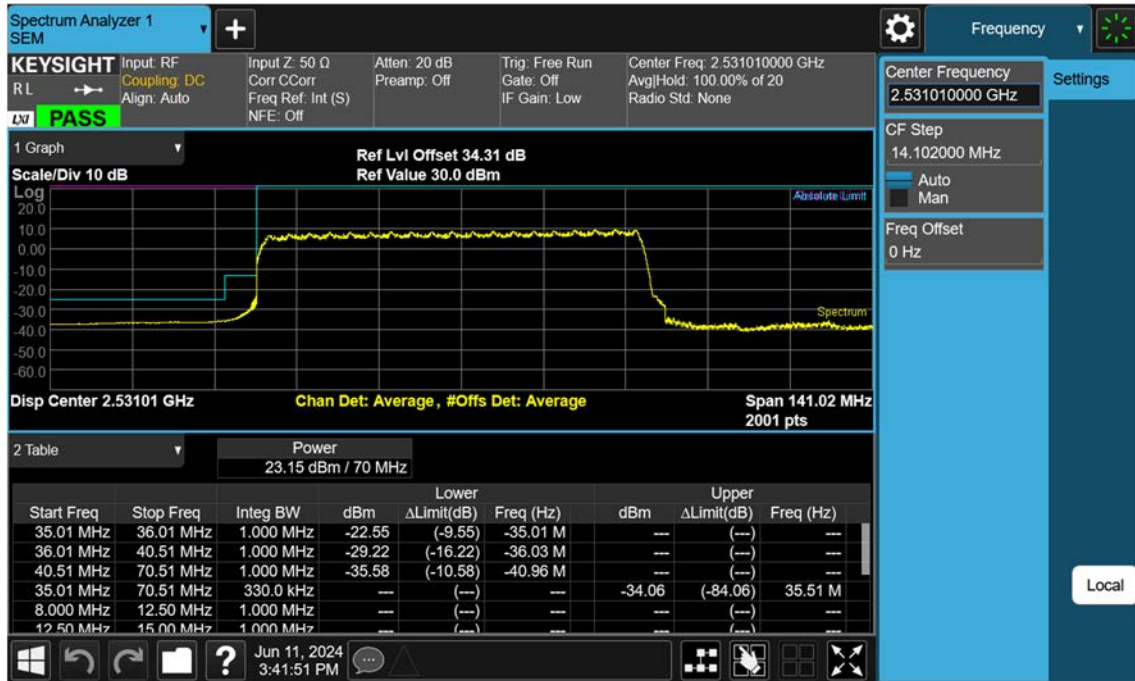 Spectrum Analyzer 1
SEM
Frequency
KEYSIGHT
Input: RF
Input Z: 50 Ω
Atten: 20 dB
Trig: Free Run
Center Freq: 2.531010000 GHz
RL
Coupling: DC
Corr CCorr
Preamp: Off
Gate: Off
Avg|Hold: 100.00% of 20
Align: Auto
Freq Ref: Int (S)
IF Gain: Low
Radio Std: None
LXI
PASS
NFE: Off
Center Frequency
2.531010000 GHz
Settings
CF Step
14.102000 MHz
Auto
Man
Freq Offset
0 Hz
Local
1 Graph
Ref Lvl Offset 34.31 dB
Scale/Div 10 dB
Ref Value 30.0 dBm
Log
Absolute Limit
20.0
10.0
0.00
-10.0
-20.0
-30.0
Spectrum
-40.0
-50.0
-60.0
Disp Center 2.53101 GHz
Chan Det: Average, #Offs Det: Average
Span 141.02 MHz
2001 pts
2 Table
Power
23.15 dBm / 70 MHz
Lower Upper
Start Freq Stop Freq Integ BW dBm ΔLimit(dB) Freq (Hz) dBm ΔLimit(dB) Freq (Hz)
35.01 MHz 36.01 MHz 1.000 MHz -22.55 (-9.55) -35.01 M --- (---) ---
36.01 MHz 40.51 MHz 1.000 MHz -29.22 (-16.22) -36.03 M --- (---) ---
40.51 MHz 70.51 MHz 1.000 MHz -35.58 (-10.58) -40.96 M --- (---) ---
35.01 MHz 70.51 MHz 330.0 kHz --- (---) --- -34.06 (-84.06) 35.51 M
8.000 MHz 12.50 MHz 1.000 MHz --- (---) --- --- (---) ---
12.50 MHz 15.00 MHz 1.000 MHz --- (---) --- --- (---) ---
Jun 11, 2024
3:41:51 PM